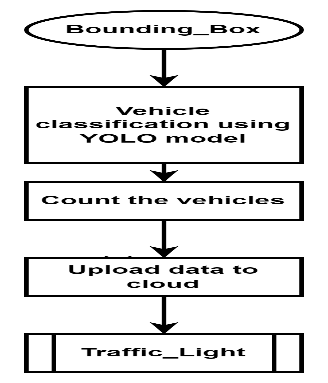 Bounding_Box
Vehicle
classification using
YOLO model
Count the vehicles
Upload data to
cloud
Traffic_Light